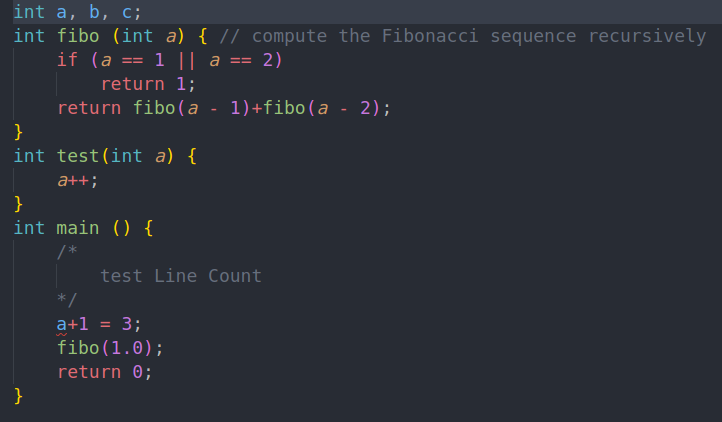 int a, b, c;
int fibo (int a) { // compute the Fibonacci sequence recursively
    if (a == 1 || a == 2)
        return 1;
    return fibo(a - 1)+fibo(a - 2);
}
int test(int a) {
    a++;
}
int main () {
    /*
        test Line Count
    */
    a+1 = 3;
    fibo(1.0);
    return 0;
}